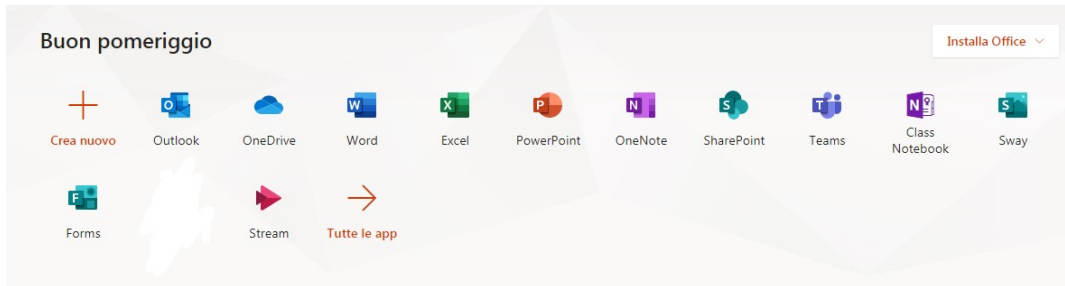 Buon pomeriggio
Installa Office
Crea nuovo
Outlook
OneDrive
Word
Excel
PowerPoint
OneNote
SharePoint
Teams
Class
Notebook
Sway
Forms
Stream
Tutte le app